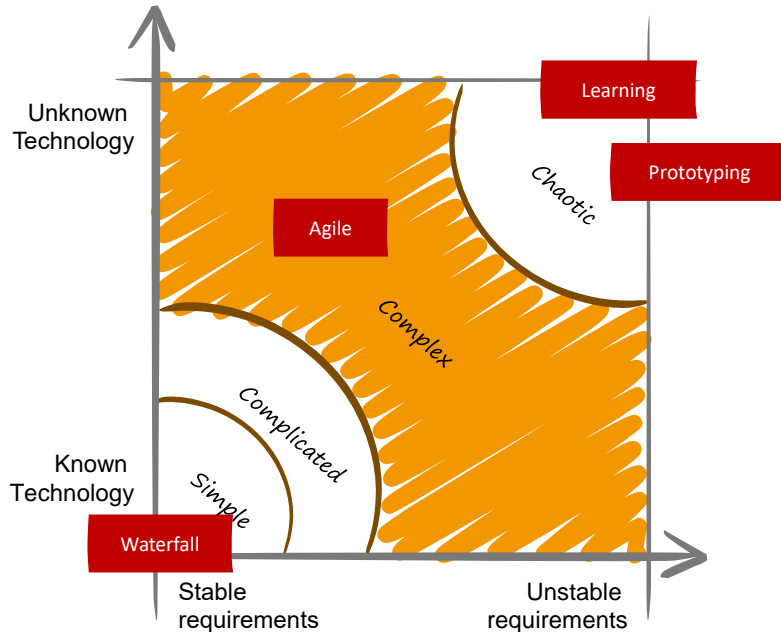 Learning
Unknown
Technology
Prototyping
Chaotic
Agile
Complex
Complicated
Known
Technology
Simple
Waterfall
Stable
requirements
Unstable
requirements